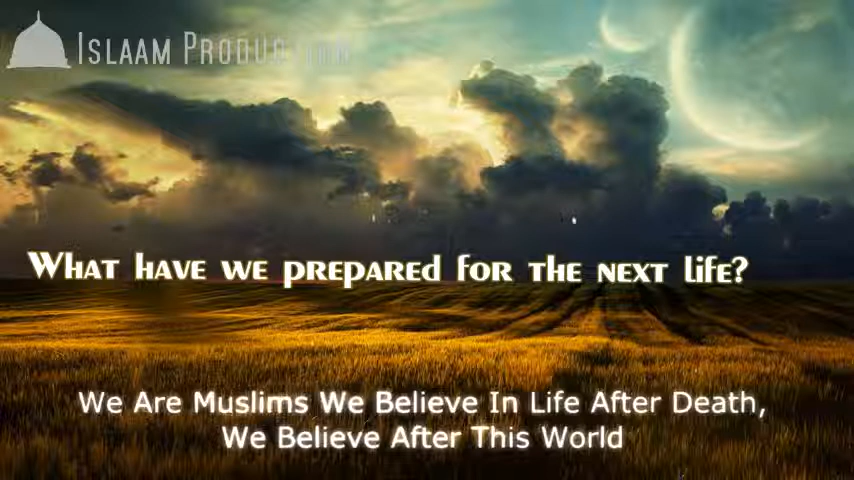 Islaam Production
What have we prepared for the next life?
We Are Muslims We Believe In Life After Death,
We Believe After This World